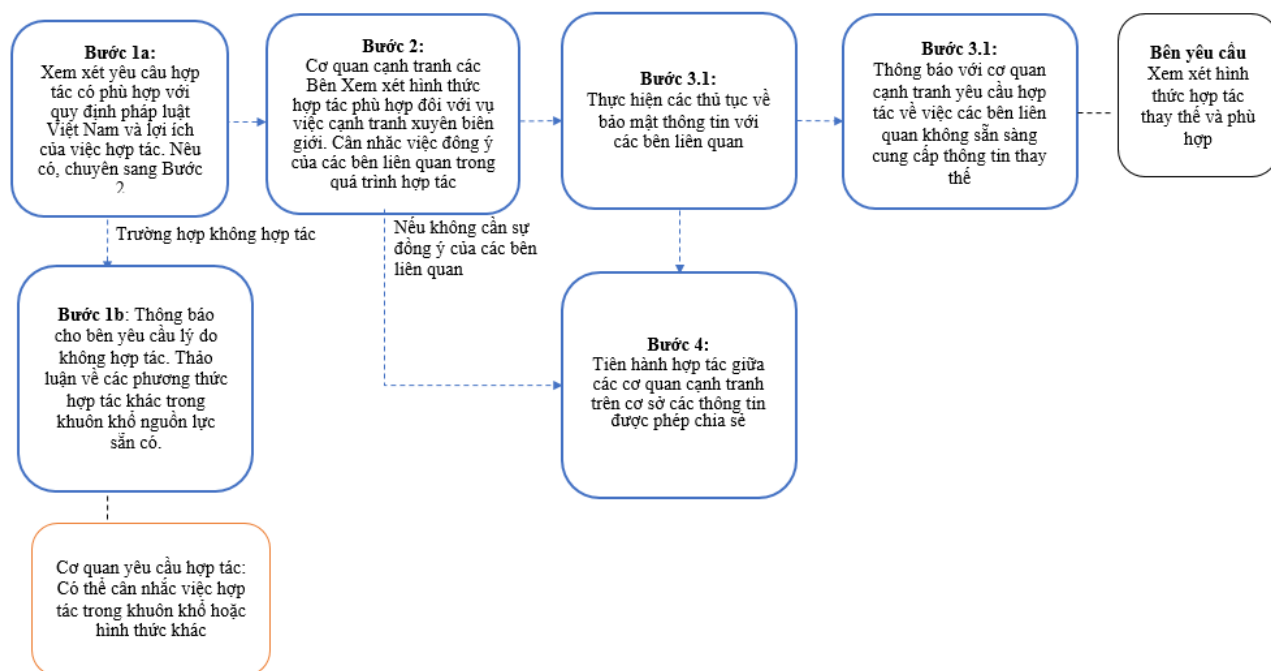 Bước 1a:
Xem xét yêu cầu hợp
tác có phù hợp với
quy định pháp luật
Việt Nam và lợi ích
của việc hợp tác. Nếu
có, chuyển sang Bước
2
Bước 2:
Cơ quan cạnh tranh các
Bên Xem xét hình thức
hợp tác phù hợp đối với vụ
việc cạnh tranh xuyên biên
giới. Cân nhắc việc đồng ý
của các bên liên quan trong
quá trình hợp tác
Bước 3.1:
Thực hiện các thủ tục về
bảo mật thông tin với
các bên liên quan
Bước 3.1:
Thông báo với cơ quan
cạnh tranh yêu cầu hợp
tác về việc các bên liên
quan không sẵn sàng
cung cấp thông tin thay
thế
Bên yêu cầu
Xem xét hình
thức hợp tác
thay thế và phù
hợp
Trường hợp không hợp tác
Nếu không cần sự
đồng ý của các bên
liên quan
Bước 1b: Thông báo
cho bên yêu cầu lý do
không hợp tác. Thảo
luận về các phương thức
hợp tác khác trong
khuôn khổ nguồn lực
sẵn có.
Bước 4:
Tiến hành hợp tác giữa
các cơ quan cạnh tranh
trên cơ sở các thông tin
được phép chia sẻ
Cơ quan yêu cầu hợp tác:
Có thể cân nhắc việc hợp
tác trong khuôn khổ hoặc
hình thức khác